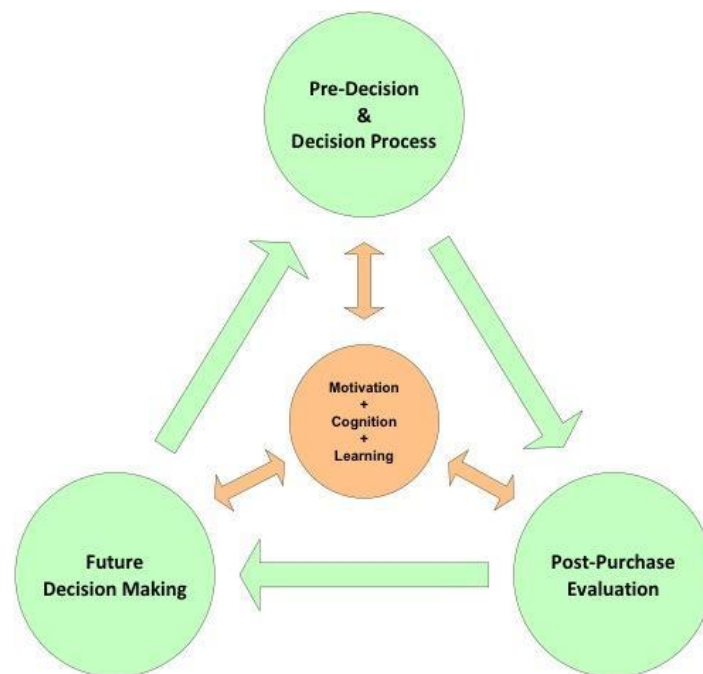 Pre-Decision
&
Decision Process
Motivation
+
Cognition
+
Learning
Future
Decision Making
Post-Purchase
Evaluation